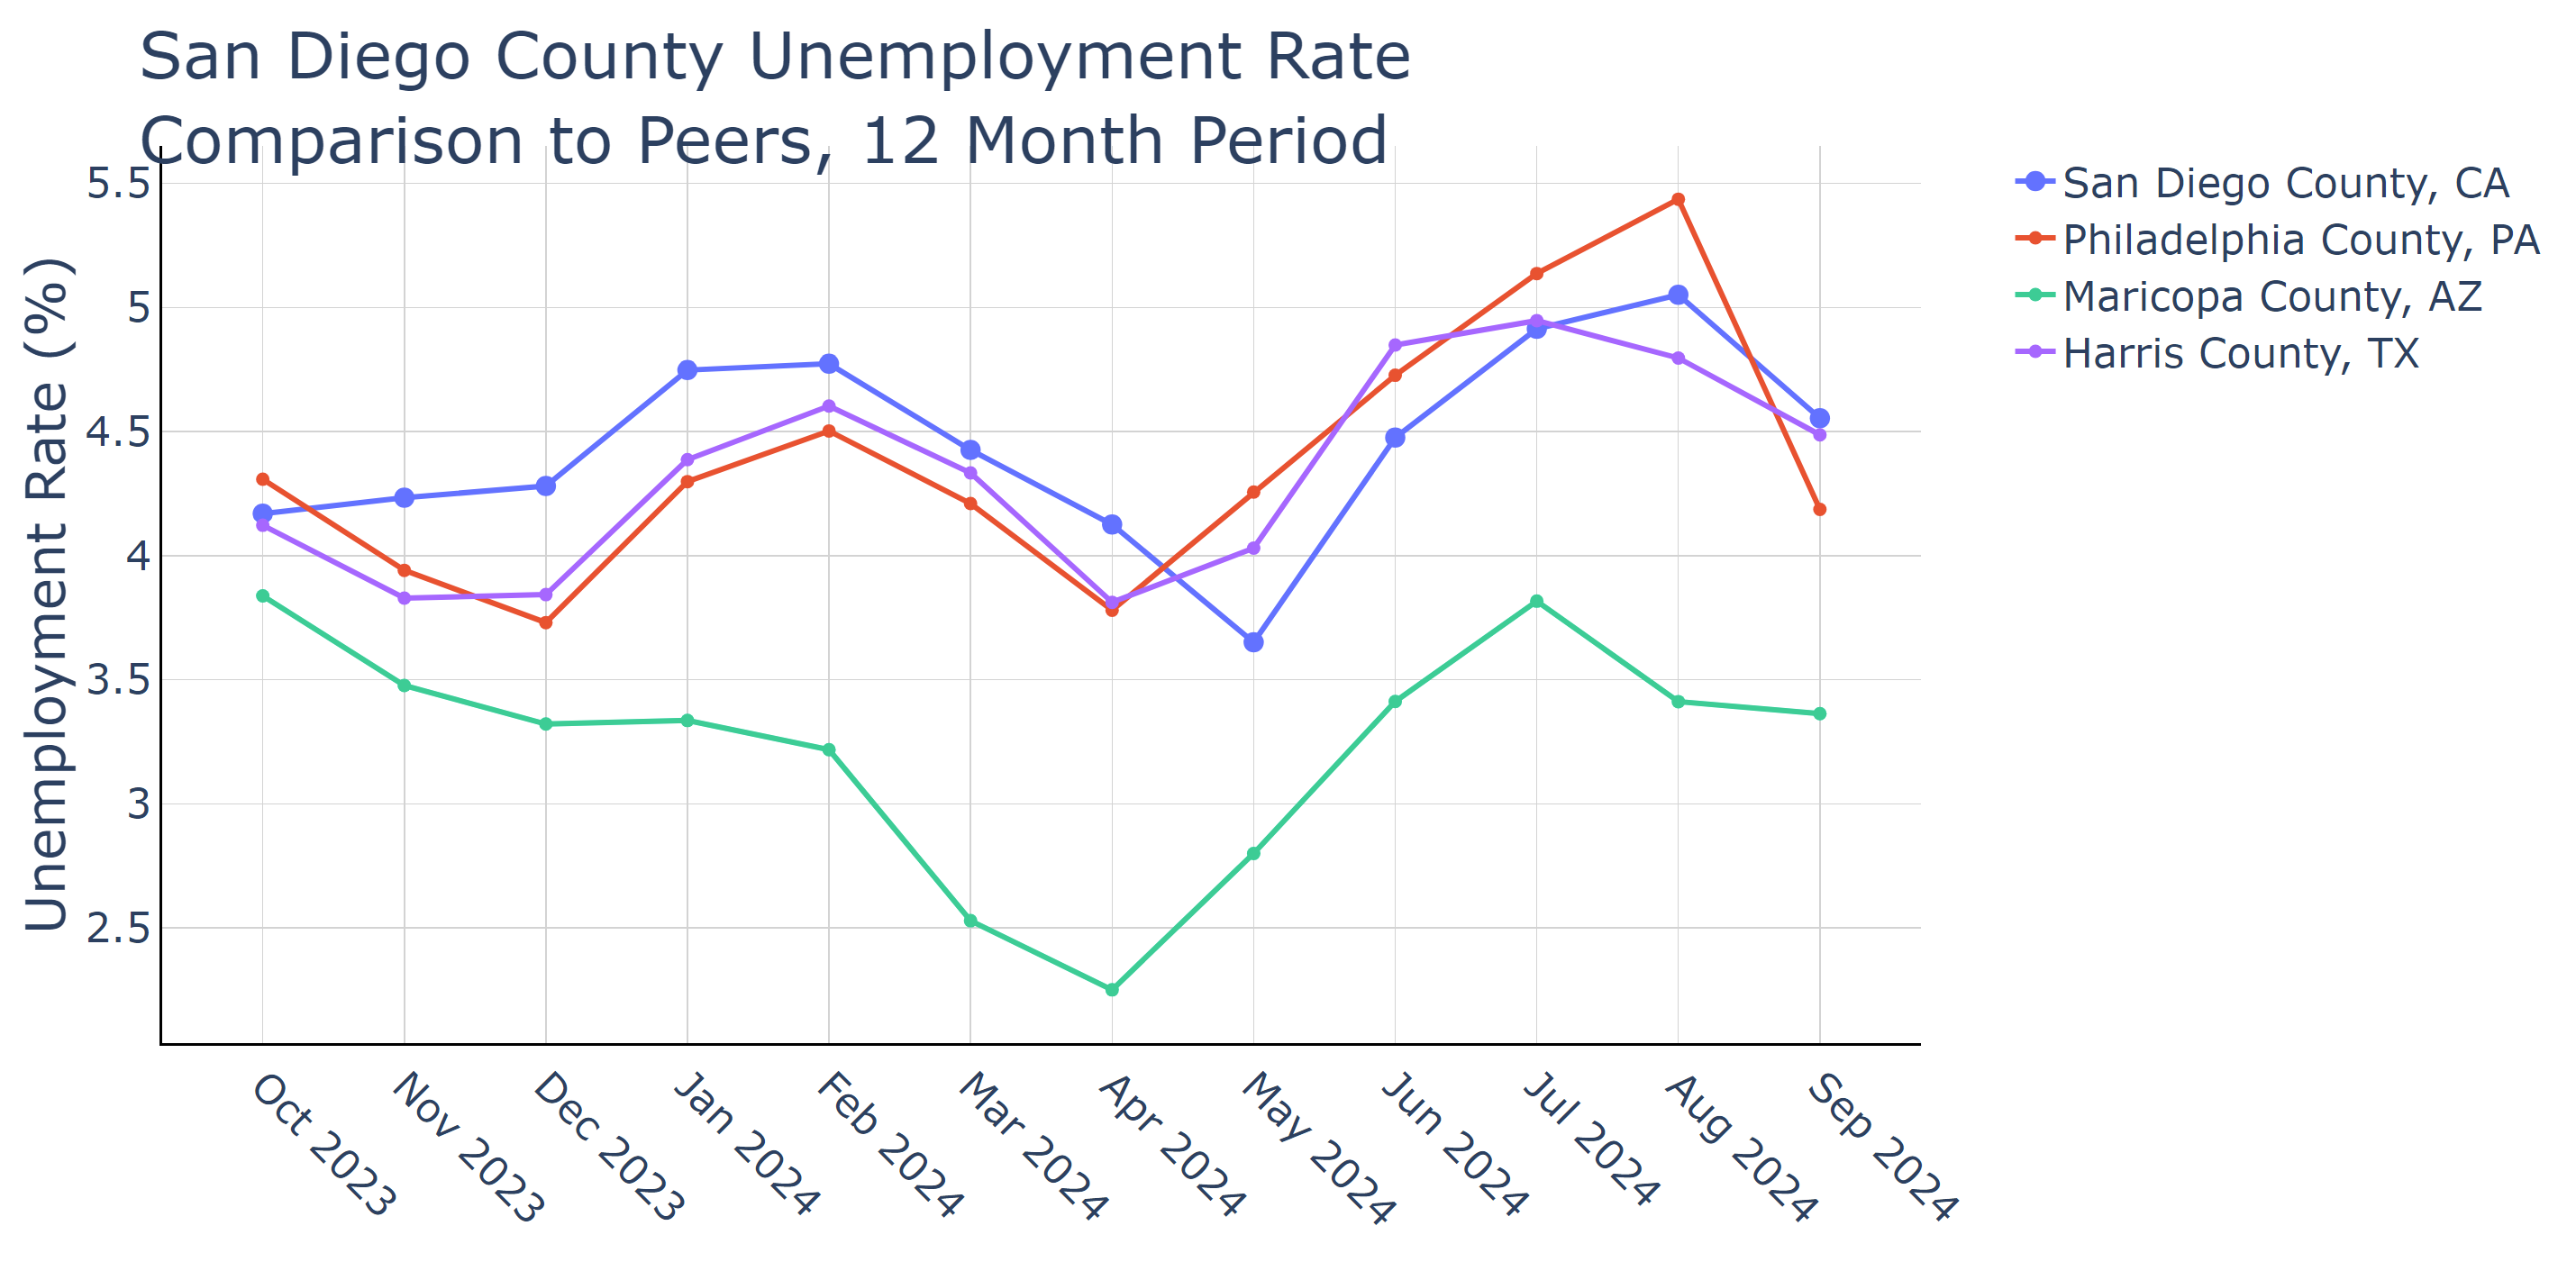 San Diego County Unemployment Rate
Comparison to Peers, 12 Month Period
Unemployment Rate (%)
5.5
5
4.5
4
3.5
3
2.5
Oct 2023
Nov 2023
Dec 2023
Jan 2024
Feb 2024
Mar 2024
Apr 2024
May 2024
Jun 2024
Jul 2024
Aug 2024
Sep 2024
San Diego County, CA
Philadelphia County, PA
Maricopa County, AZ
Harris County, TX